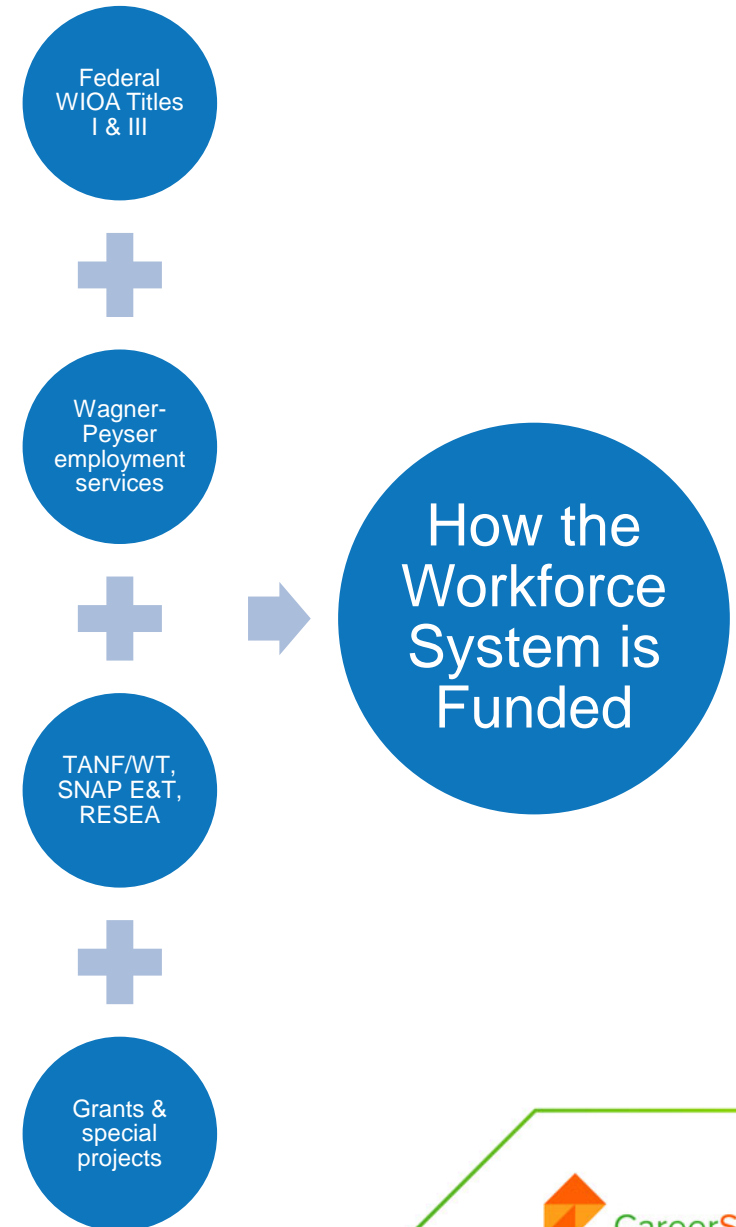 Federal
WIOA Titles
I & III
Wagner-
Peyser
employment
services
TANF/WT,
SNAP E&T,
RESEA
Grants &
special
projects
How the
Workforce
System is
Funded